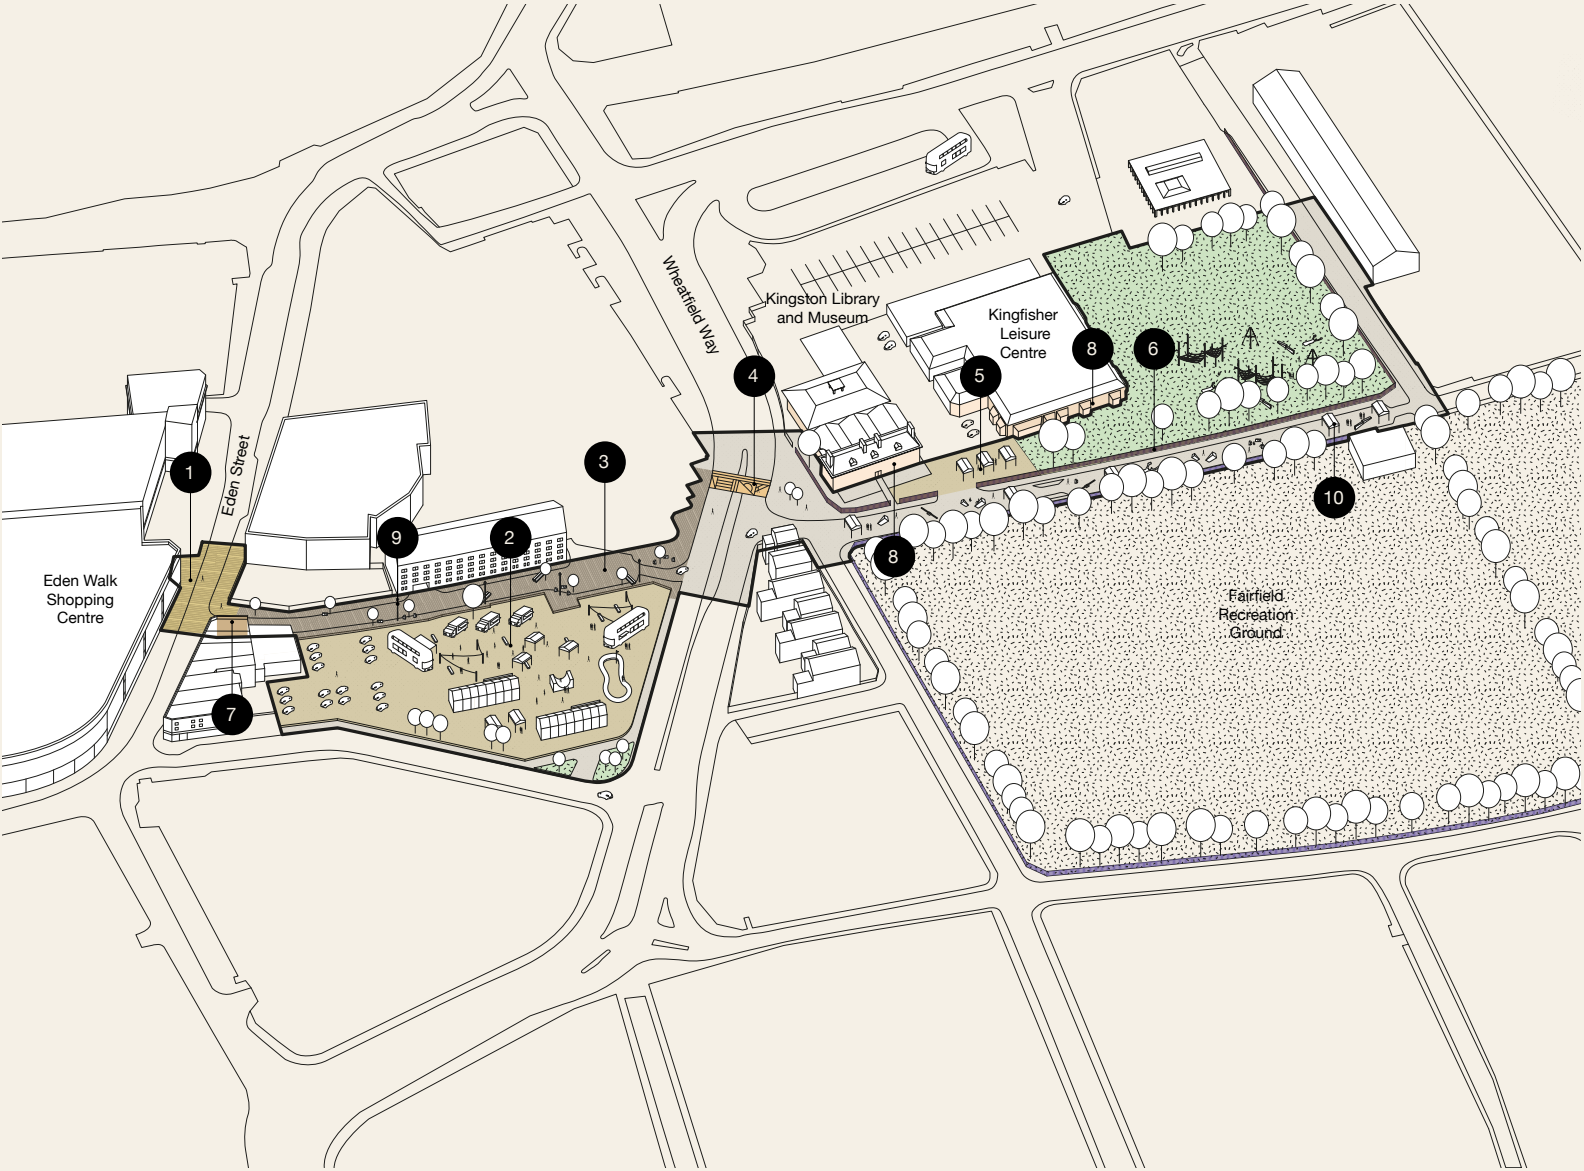 Wheatfield Way
Kingston Library
and Museum
Kingfisher
Leisure
Centre
8
6
4
5
Eden Street
1
3
10
9
2
8
Eden Walk
Shopping
Centre
Fairfield
Recreation
Ground
7